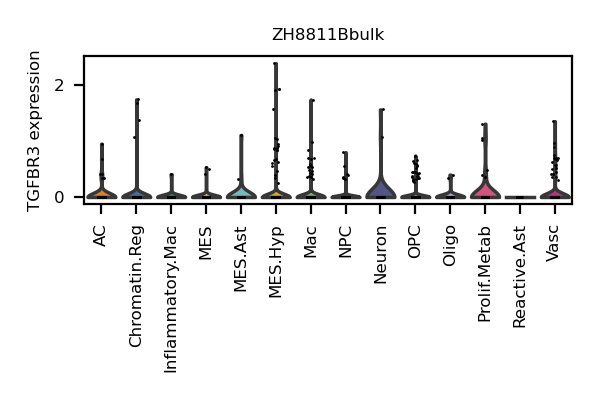 ZH8811Bbulk
TGFBR3 expression
2
0
AC
Chromatin.Reg
Inflammatory.Mac
MES
MES.Ast
MES.Hyp
Mac
NPC
Neuron
OPC
Oligo
Prolif.Metab
Reactive.Ast
Vasc